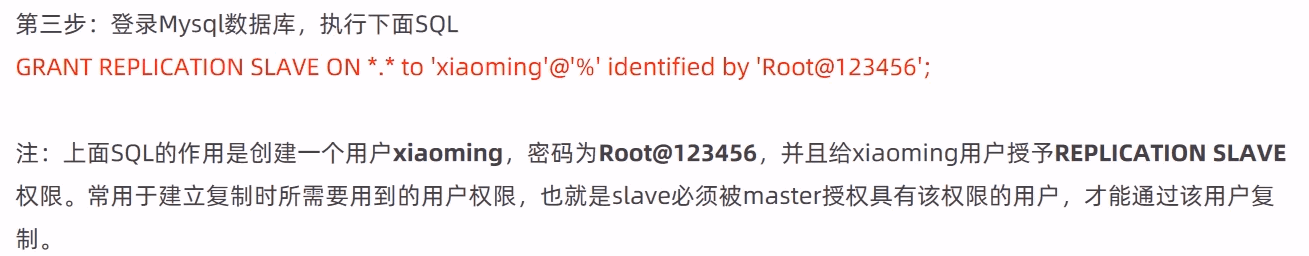 第三步：登录Mysql数据库，执行下面SQL
GRANT REPLICATION SLAVE ON *.* to 'xiaoming'@'%' identified by 'Root@123456';
注：上面SQL的作用是创建一个用户xiaoming，密码为Root@123456，并且给xiaoming用户授予REPLICATION SLAVE
权限。常用于建立复制时所需要用到的用户权限，也就是slave必须被master授权具有该权限的用户，才能通过该用户复
制。